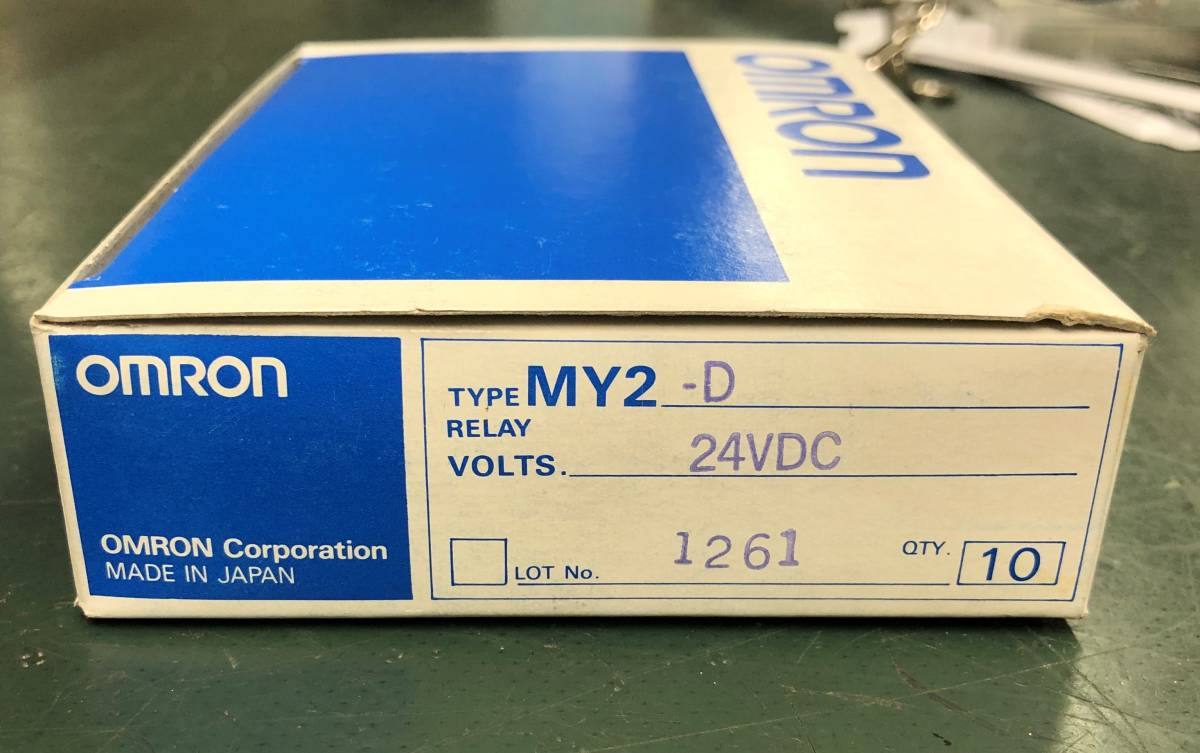 OMRON
OMRON
OMRON Corporation
MADE IN JAPAN
TYPE MY2 -D
RELAY
VOLTS. 24VDC
LOT No. 1261
QTY. 10